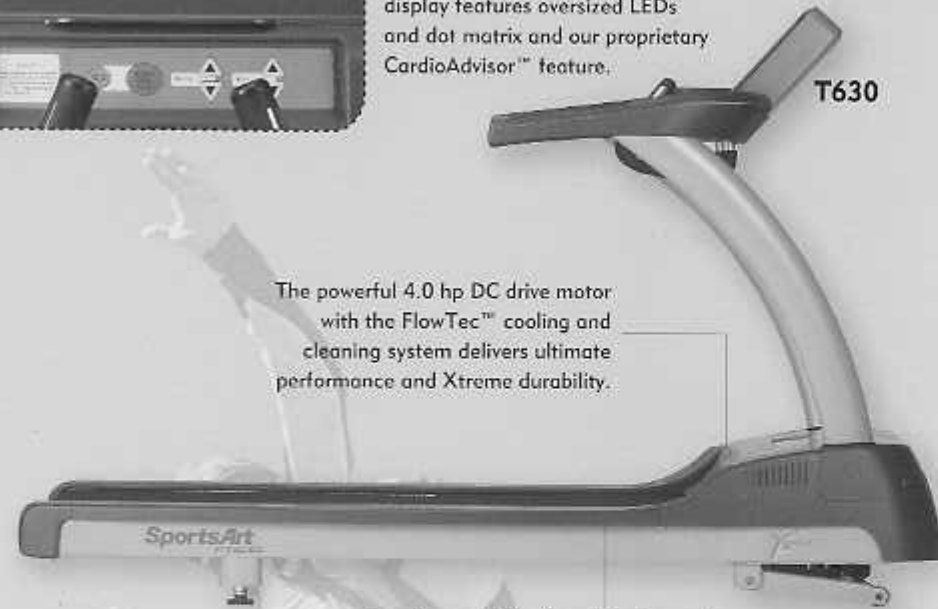 display features oversized LEDs
and dot matrix and our proprietary
CardioAdvisor™ feature.
T630
The powerful 4.0 hp DC drive motor
with the FlowTec™ cooling and
cleaning system delivers ultimate
performance and Xtreme durability.
SportsArt
FITNESS